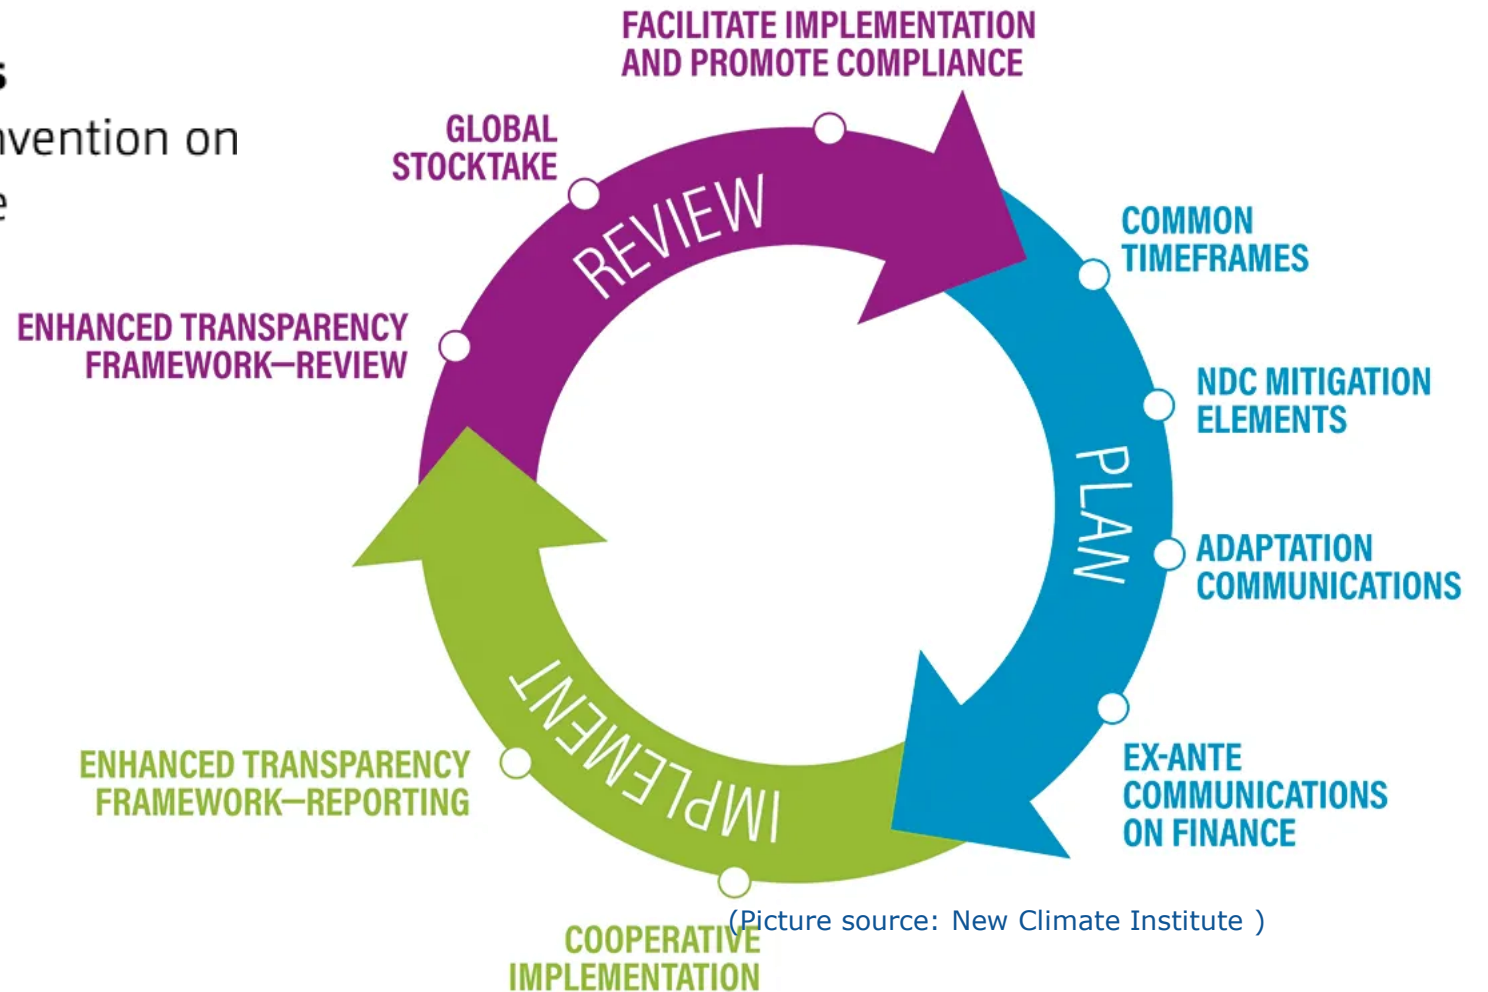 s
nvention on
e
FACILITATE IMPLEMENTATION
AND PROMOTE COMPLIANCE
GLOBAL
STOCKTAKE
REVIEW
ENHANCED TRANSPARENCY
FRAMEWORK—REVIEW
COMMON
TIMEFRAMES
NDC MITIGATION
ELEMENTS
PLAN
ADAPTATION
COMMUNICATIONS
EX-ANTE
COMMUNICATIONS
ON FINANCE
IMPLEMENT
ENHANCED TRANSPARENCY
FRAMEWORK—REPORTING
COOPERATIVE
IMPLEMENTATION
(Picture source: New Climate Institute )